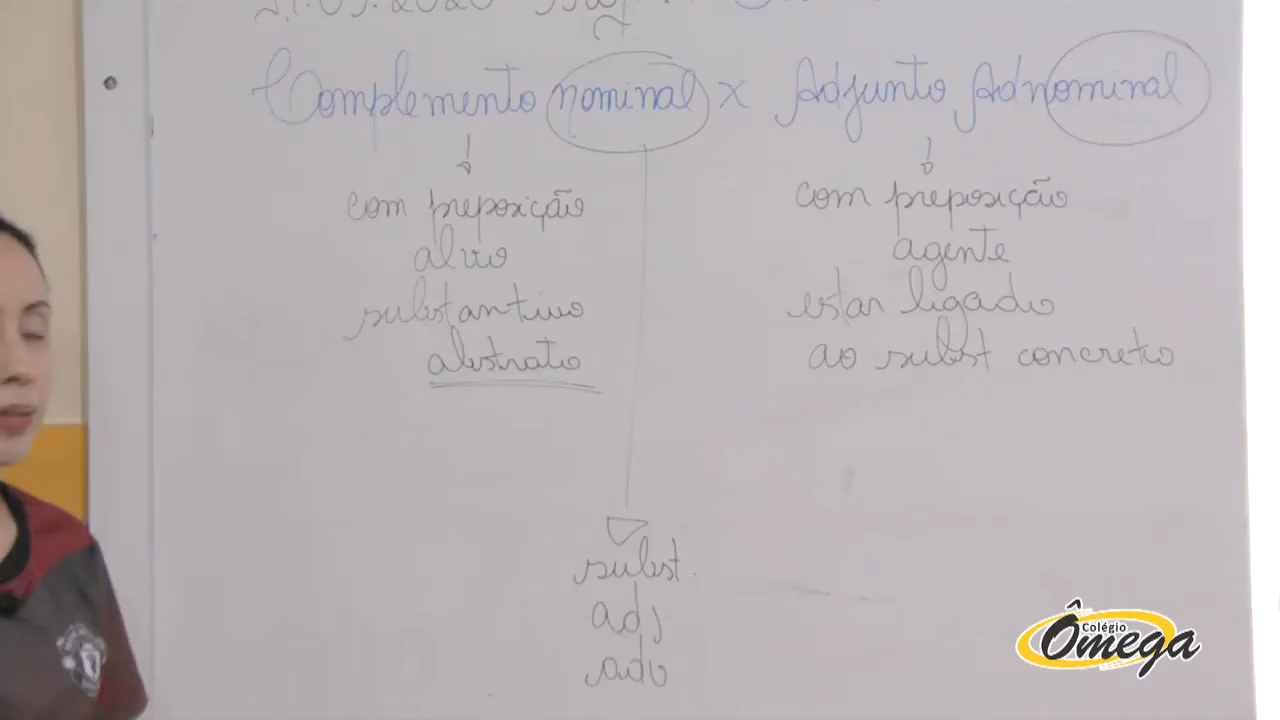 Complemento nominal x Adjunto Adnominal
com preposição
alvo
substantivo
abstrato
com preposição
agente
estar ligado
ao subst concreto
subst.
adj
adv
Colégio
Ômega